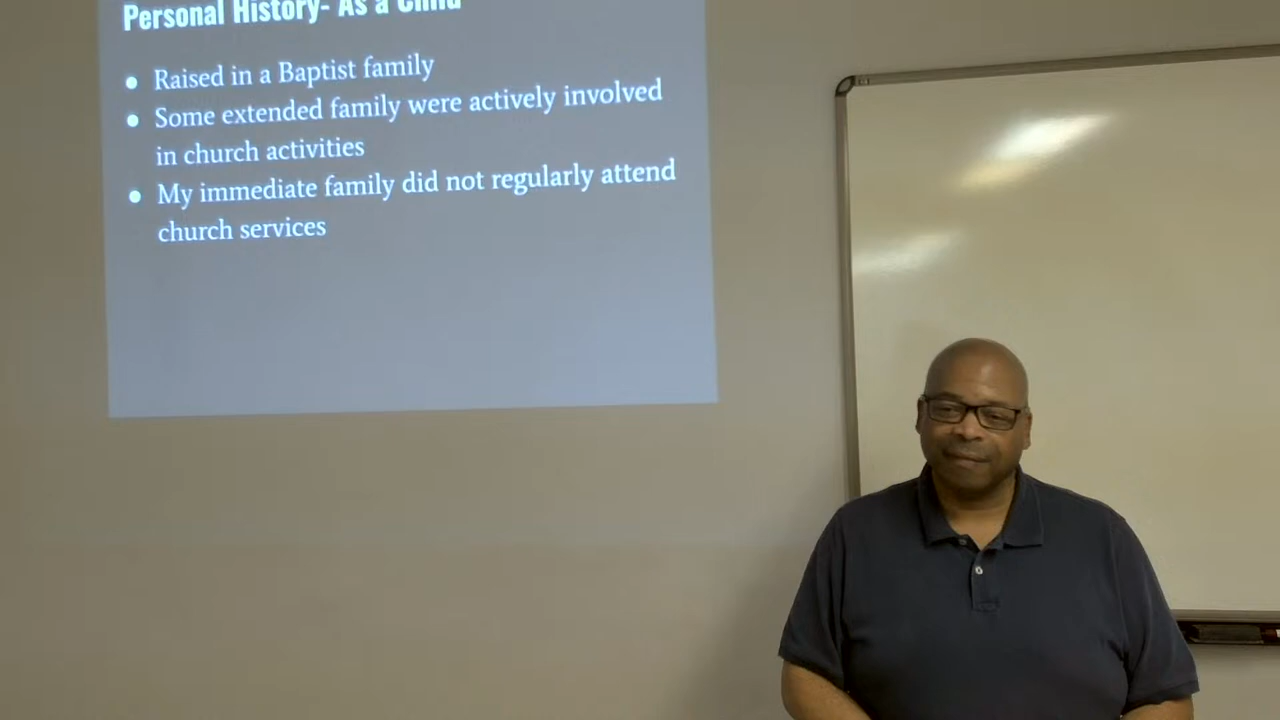 Personal History- As a Child
• Raised in a Baptist family
• Some extended family were actively involved
in church activities
• My immediate family did not regularly attend
church services